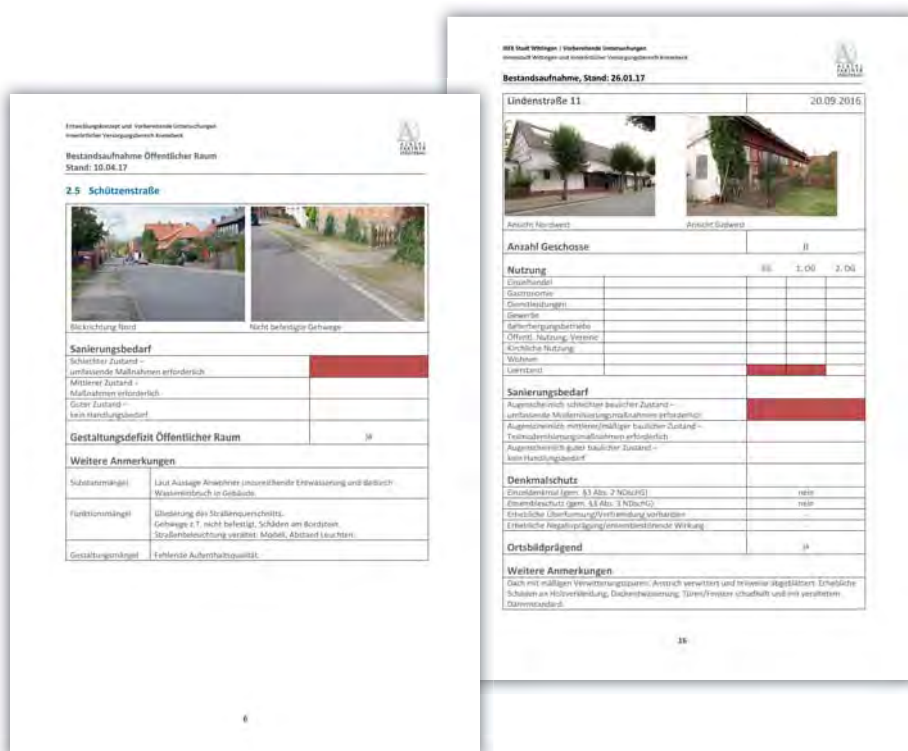 Entwicklungskonzept und Vorbereitende Untersuchungen
Innerörtlicher Versorgungsbereich Knesebeck
Bestandsaufnahme Öffentlicher Raum
Stand: 10.04.17
2.5 Schützenstraße
Blickrichtung Nord Nicht befestigte Gehwege
Sanierungsbedarf
Schlechter Zustand –
umfassende Maßnahmen erforderlich
Mittlerer Zustand –
Maßnahmen erforderlich
Guter Zustand –
kein Handlungsbedarf
Gestaltungsdefizit Öffentlicher Raum ja
Weitere Anmerkungen
Substanzmängel Laut Aussage Anwohner unzureichende Entwässerung und dadurch
Wassereinbruch in Gebäude.
Funktionsmängel Gliederung des Straßenquerschnitts.
Gehwege z.T. nicht befestigt, Schäden am Bordstein.
Straßenbeleuchtung veraltet: Modell, Abstand Leuchten.
Gestaltungsmängel Fehlende Aufenthaltsqualität.
6
ISEK Stadt Wittingen / Vorbereitende Untersuchungen
Innenstadt Wittingen und Innerörtlicher Versorgungsbereich Knesebeck
Bestandsaufnahme, Stand: 26.01.17
Lindenstraße 11 20.09.2016
Ansicht Nordwest Ansicht Südwest
Anzahl Geschosse II
Nutzung EG 1. OG 2. OG
Einzelhandel
Gastronomie
Dienstleistungen
Gewerbe
Beherbergungsbetriebe
Öffentl. Nutzung, Vereine
Kirchliche Nutzung
Wohnen
Leerstand
Sanierungsbedarf
Augenscheinlich schlechter baulicher Zustand –
umfassende Modernisierungsmaßnahmen erforderlich
Augenscheinlich mittlerer/mäßiger baulicher Zustand –
Teilmodernisierungsmaßnahmen erforderlich
Augenscheinlich guter baulicher Zustand –
kein Handlungsbedarf
Denkmalschutz
Einzeldenkmal (gem. §3 Abs. 2 NDschG) nein
Ensembleschutz (gem. §3 Abs. 3 NDschG) nein
Erhebliche Überformung/Verfremdung vorhanden -
Erhebliche Negativprägung/ensemblestörende Wirkung -
Ortsbildprägend ja
Weitere Anmerkungen
Dach mit mäßigen Verwitterungsspuren. Anstrich verwittert und teilweise abgeblättert. Erhebliche
Schäden an Holzverkleidung, Dachentwässerung. Türen/Fenster schadhaft und mit veraltetem
Dämmstandard.
16